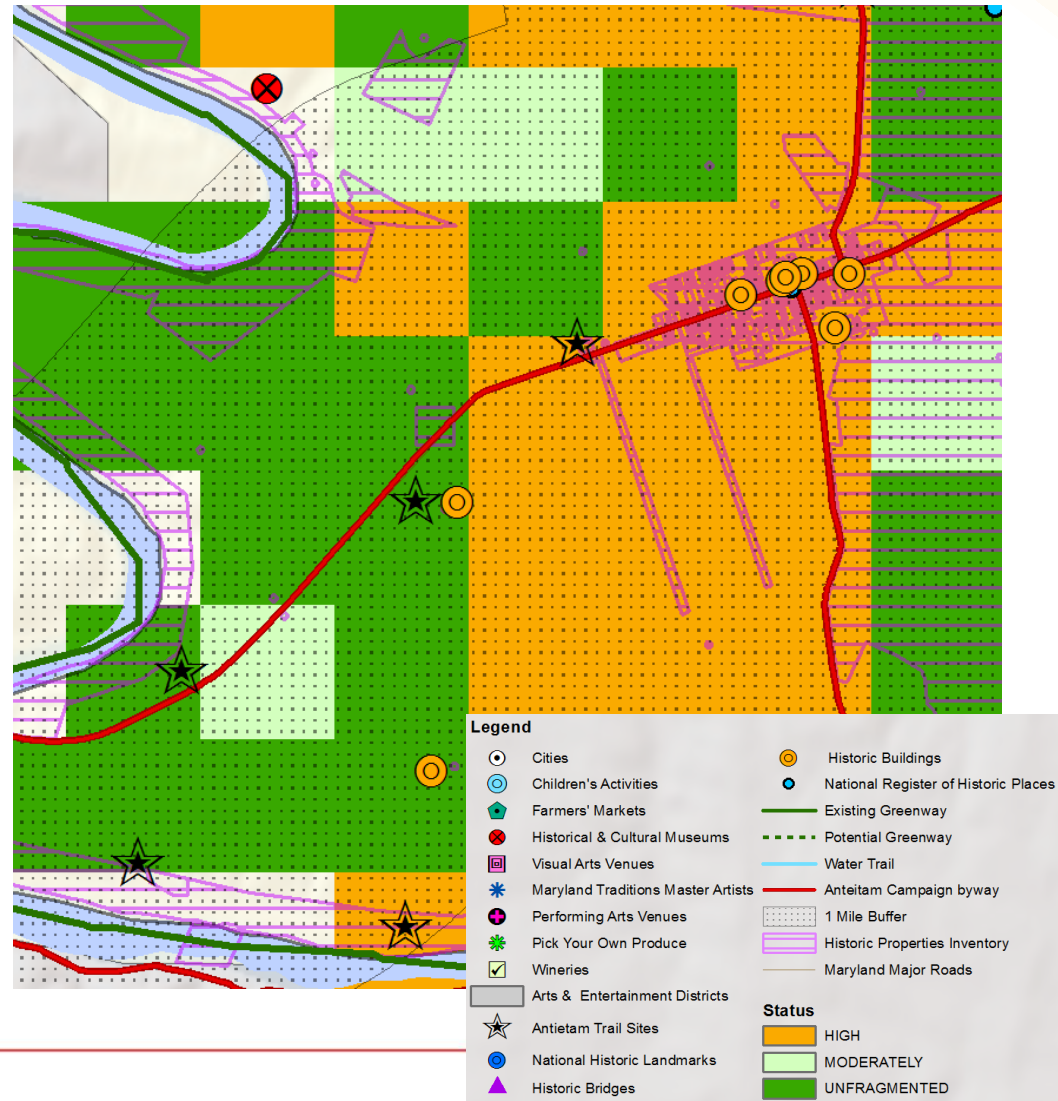 Legend
Cities
Children's Activities
Farmers' Markets
Historical & Cultural Museums
Visual Arts Venues
Maryland Traditions Master Artists
Performing Arts Venues
Pick Your Own Produce
Wineries
Arts & Entertainment Districts
Antietam Trail Sites
National Historic Landmarks
Historic Bridges
Historic Buildings
National Register of Historic Places
Existing Greenway
Potential Greenway
Water Trail
Anteitam Campaign byway
1 Mile Buffer
Historic Properties Inventory
Maryland Major Roads
Status
HIGH
MODERATELY
UNFRAGMENTED